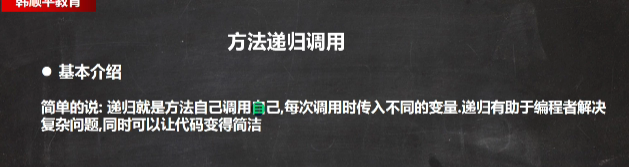 韩顺平教育
方法递归调用
● 基本介绍
简单的说: 递归就是方法自己调用自己,每次调用时传入不同的变量.递归有助于编程者解决
复杂问题,同时可以让代码变得简洁